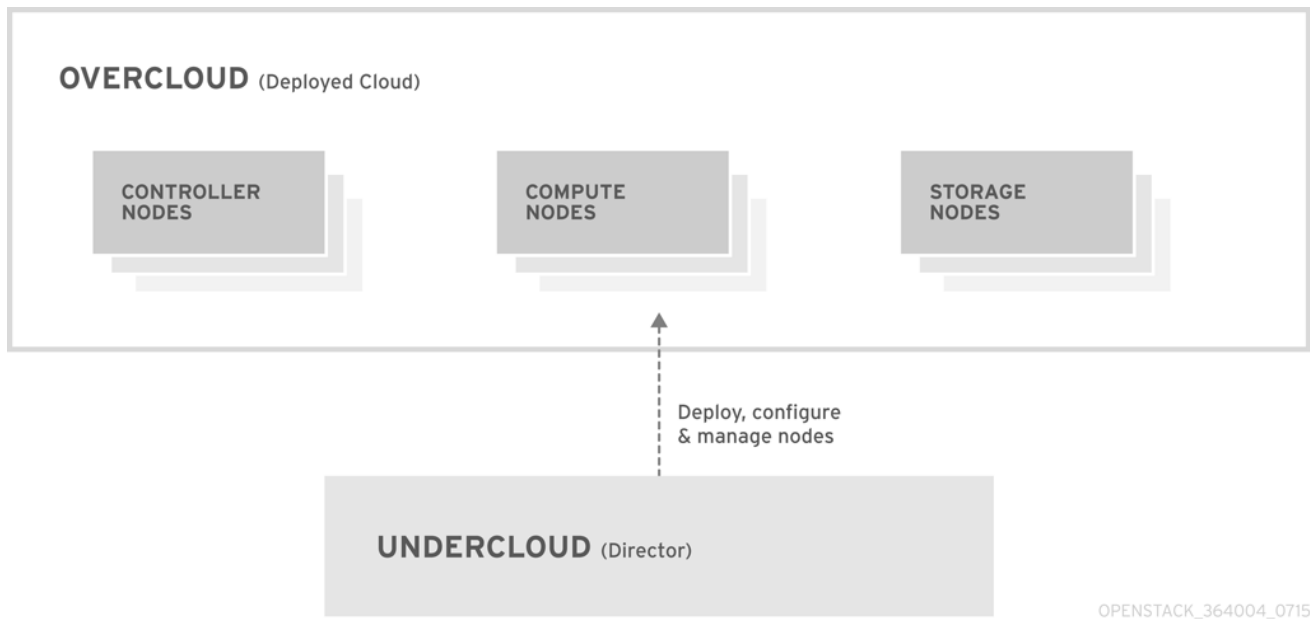 OVERCLOUD (Deployed Cloud)
CONTROLLER
NODES
COMPUTE
NODES
STORAGE
NODES
Deploy, configure
& manage nodes
UNDERCLOUD (Director)
OPENSTACK_364004_0715